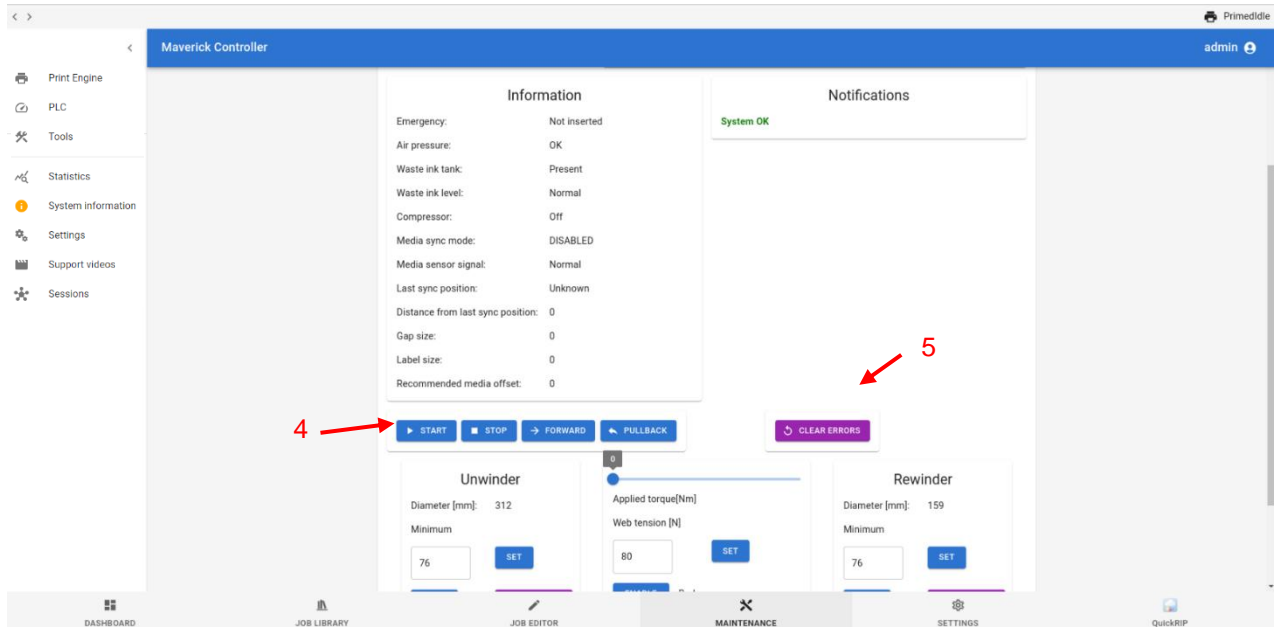 PrimedIdle
Maverick Controller
admin
Print Engine
PLC
Tools
Statistics
System information
Settings
Support videos
Sessions
Information
Emergency: Not inserted
Air pressure: OK
Waste ink tank: Present
Waste ink level: Normal
Compressor: Off
Media sync mode: DISABLED
Media sensor signal: Normal
Last sync position: Unknown
Distance from last sync position: 0
Gap size: 0
Label size: 0
Recommended media offset: 0
Notifications
System OK
4
5
START STOP FORWARD PULLBACK
CLEAR ERRORS
Unwinder
Diameter [mm]: 312
Minimum
76 SET
0
Applied torque[Nm]
Web tension [N]
80 SET
Rewinder
Diameter [mm]: 159
Minimum
76 SET
DASHBOARD JOB LIBRARY JOB EDITOR MAINTENANCE SETTINGS QuickRIP